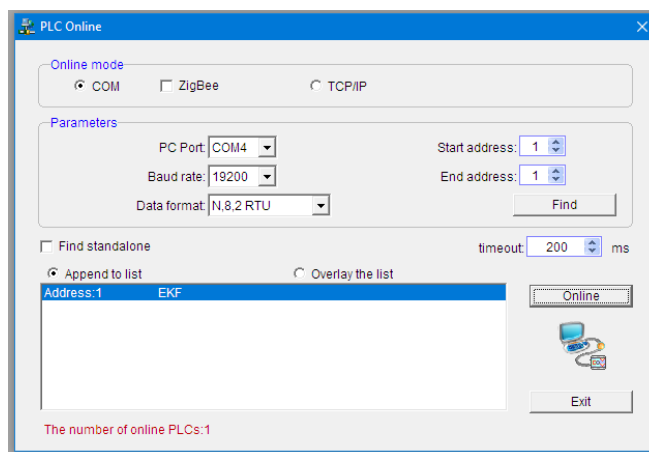 PLC Online
Online mode
COM ZigBee TCP/IP
Parameters
PC Port: COM4 Start address: 1
Baud rate: 19200 End address: 1
Data format: N,8,2 RTU Find
Find standalone timeout: 200 ms
Append to list Overlay the list
Address:1 EKF Online
Exit
The number of online PLCs:1